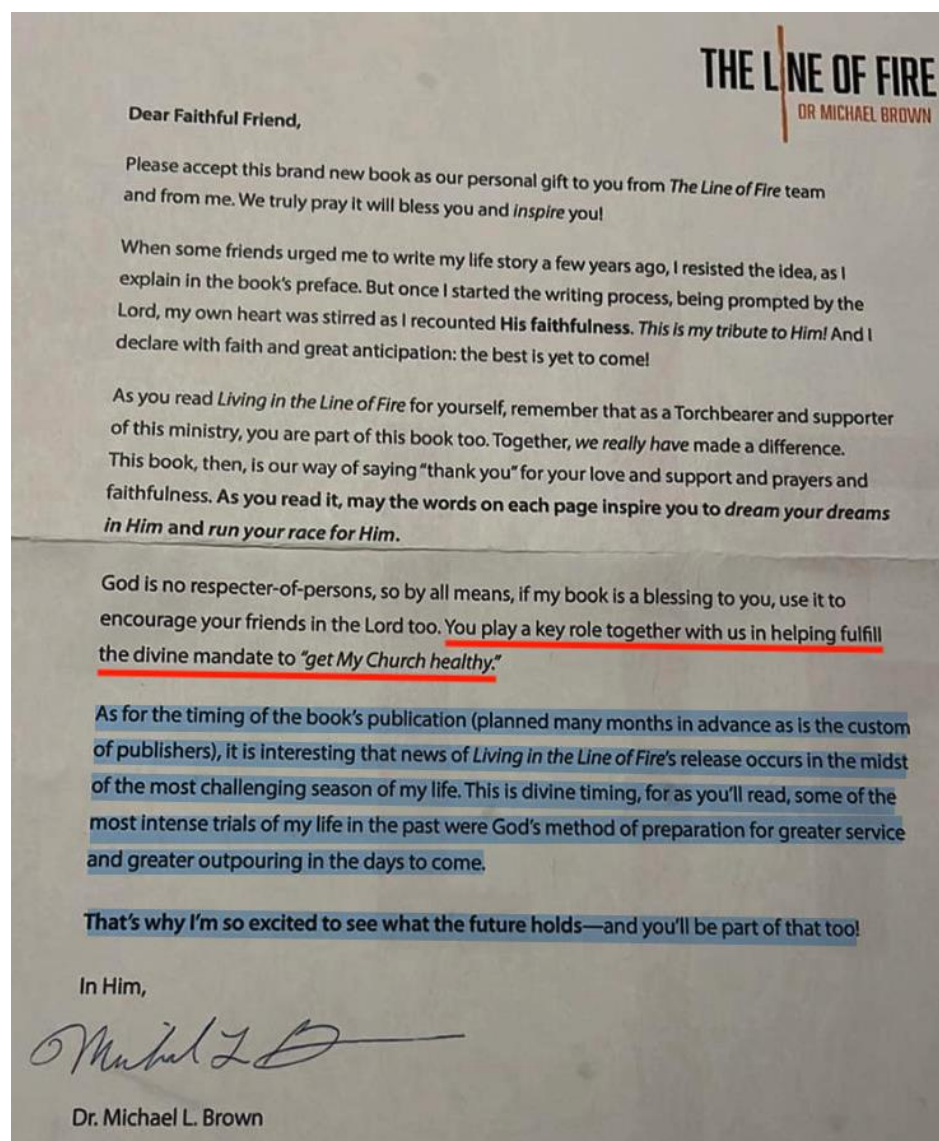 THE LINE OF FIRE
DR MICHAEL BROWN
Dear Faithful Friend,
Please accept this brand new book as our personal gift to you from The Line of Fire team
and from me. We truly pray it will bless you and inspire you!
When some friends urged me to write my life story a few years ago, I resisted the idea, as I
explain in the book's preface. But once I started the writing process, being prompted by the
Lord, my own heart was stirred as I recounted His faithfulness. This is my tribute to Him! And I
declare with faith and great anticipation: the best is yet to come!
As you read Living in the Line of Fire for yourself, remember that as a Torchbearer and supporter
of this ministry, you are part of this book too. Together, we really have made a difference.
This book, then, is our way of saying "thank you" for your love and support and prayers and
faithfulness. As you read it, may the words on each page inspire you to dream your dreams
in Him and run your race for Him.
God is no respecter-of-persons, so by all means, if my book is a blessing to you, use it to
encourage your friends in the Lord too. You play a key role together with us in helping fulfill
the divine mandate to "get My Church healthy."
As for the timing of the book's publication (planned many months in advance as is the custom
of publishers), it is interesting that news of Living in the Line of Fire's release occurs in the midst
of the most challenging season of my life. This is divine timing, for as you'll read, some of the
most intense trials of my life in the past were God's method of preparation for greater service
and greater outpouring in the days to come.
That's why I'm so excited to see what the future holds—and you'll be part of that too!
In Him,
Michael L B
Dr. Michael L. Brown